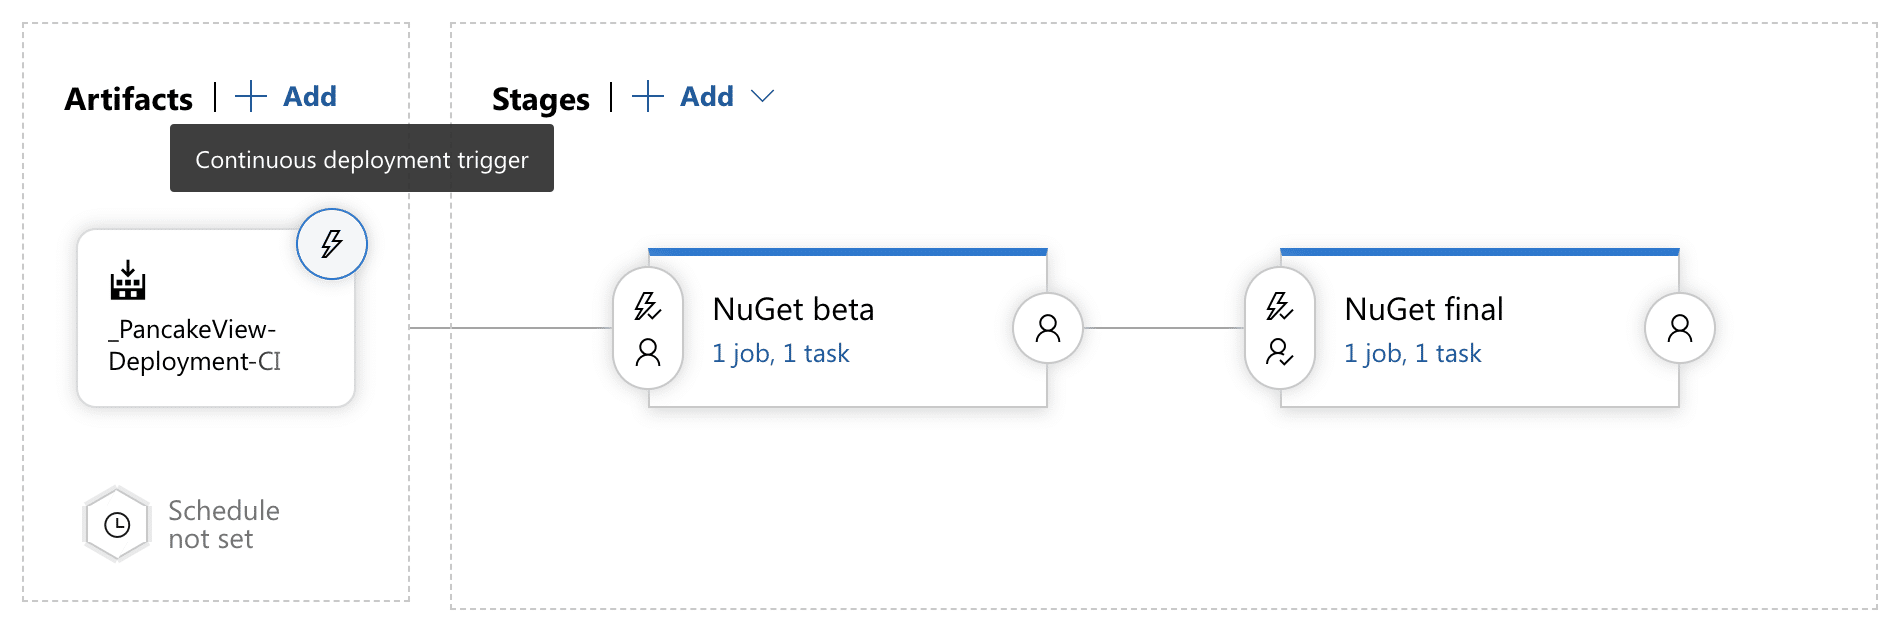 Artifacts | Add
Stages | Add
Continuous deployment trigger
_PancakeView-
Deployment-CI
NuGet beta
1 job, 1 task
NuGet final
1 job, 1 task
Schedule
not set